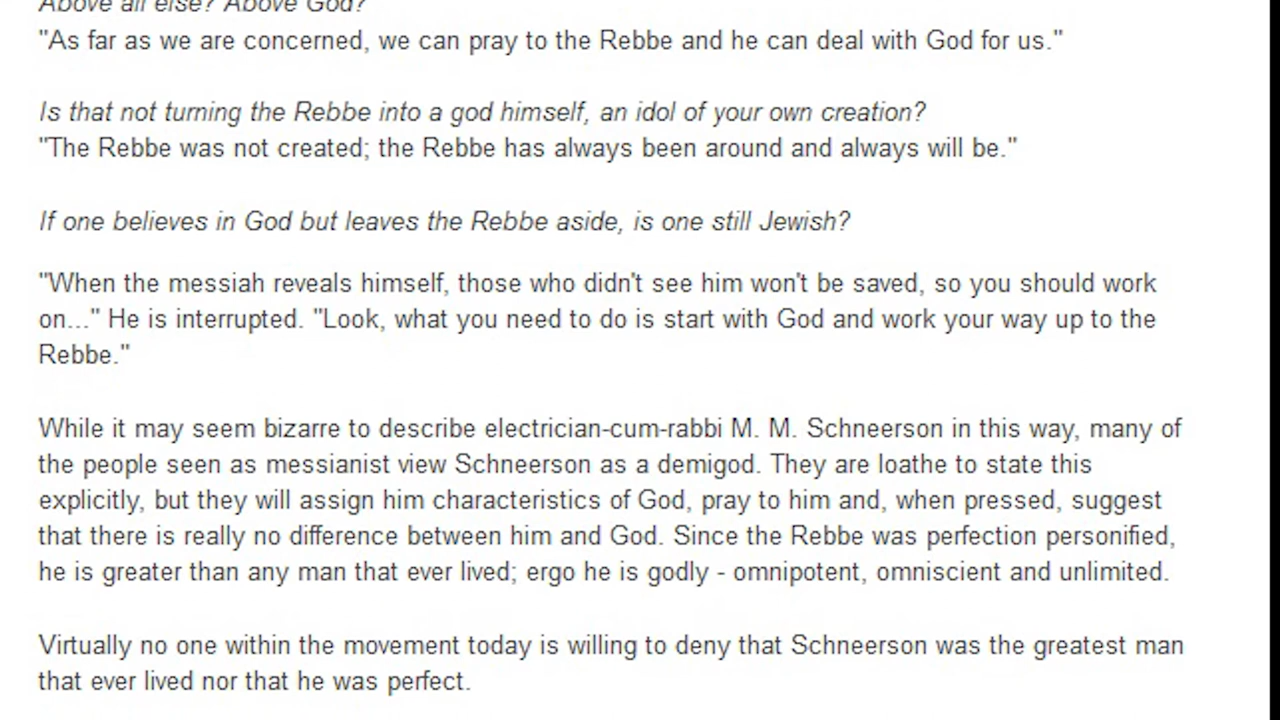 Above all else? Above God?
"As far as we are concerned, we can pray to the Rebbe and he can deal with God for us."
Is that not turning the Rebbe into a god himself, an idol of your own creation?
"The Rebbe was not created; the Rebbe has always been around and always will be."
If one believes in God but leaves the Rebbe aside, is one still Jewish?
"When the messiah reveals himself, those who didn't see him won't be saved, so you should work
on..." He is interrupted. "Look, what you need to do is start with God and work your way up to the
Rebbe."
While it may seem bizarre to describe electrician-cum-rabbi M. M. Schneerson in this way, many of
the people seen as messianist view Schneerson as a demigod. They are loathe to state this
explicitly, but they will assign him characteristics of God, pray to him and, when pressed, suggest
that there is really no difference between him and God. Since the Rebbe was perfection personified,
he is greater than any man that ever lived; ergo he is godly - omnipotent, omniscient and unlimited.
Virtually no one within the movement today is willing to deny that Schneerson was the greatest man
that ever lived nor that he was perfect.